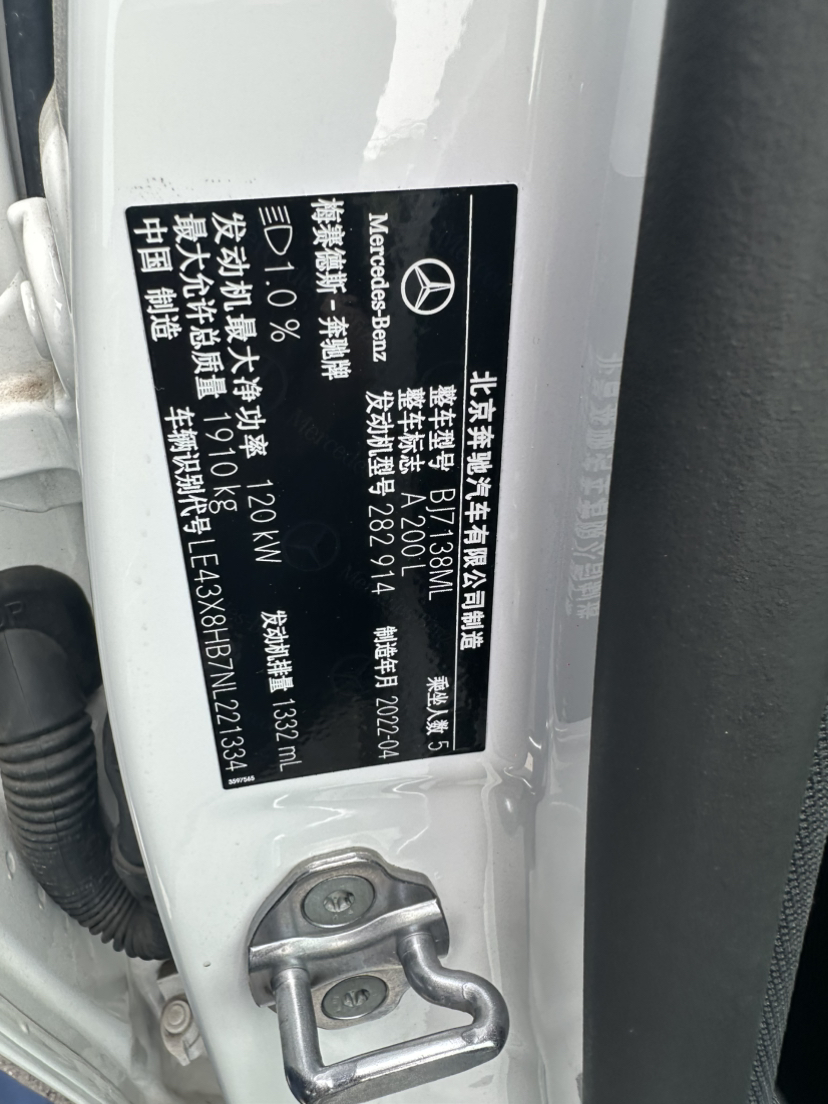 北京奔驰汽车有限公司制造
Mercedes-Benz
梅赛德斯-奔驰牌
整车型号 BJ7138ML 乘坐人数 5
整车标志 A 200 L
发动机型号 282 914 制造年月 2022-04
1.0 %
发动机最大净功率 120 kW 发动机排量 1332 mL
最大允许总质量 1910 kg
中国 制造 车辆识别代号 LE43X8HB7NL221334